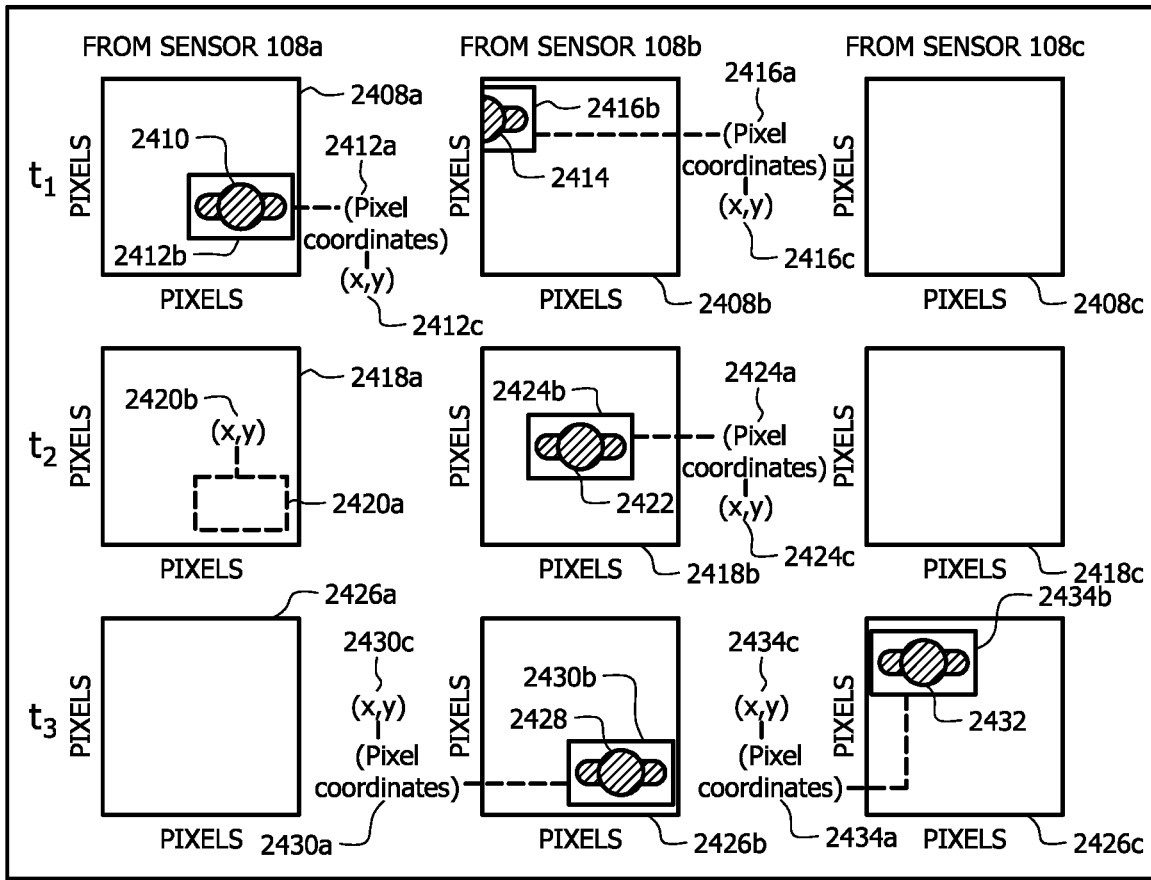 FROM SENSOR 108a
FROM SENSOR 108b
FROM SENSOR 108c
t1
PIXELS
2408a
2410
2412a
(Pixel
coordinates)
(x,y)
2412b
2412c
PIXELS
PIXELS
2416a
2416b
(Pixel
coordinates)
(x,y)
2414
2416c
PIXELS
2408b
PIXELS
PIXELS
2408c
t2
PIXELS
2418a
2420b
(x,y)
2420a
PIXELS
PIXELS
2424a
2424b
(Pixel
coordinates)
(x,y)
2422
2424c
PIXELS
2418b
PIXELS
PIXELS
2418c
t3
PIXELS
2426a
PIXELS
2430c
(x,y)
(Pixel
coordinates)
2430a
PIXELS
2430b
2428
PIXELS
2426b
2434c
(x,y)
(Pixel
coordinates)
2434a
PIXELS
2434b
2432
PIXELS
2426c